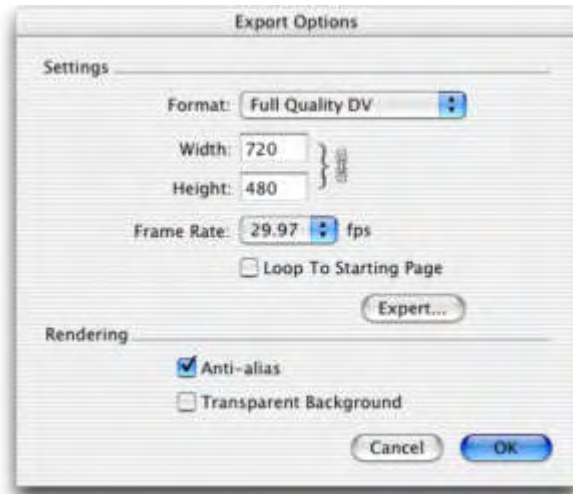 Export Options
Settings
Format: Full Quality DV
Width: 720
Height: 480
Frame Rate: 29.97 fps
Loop To Starting Page
Expert...
Rendering
Anti-alias
Transparent Background
Cancel OK